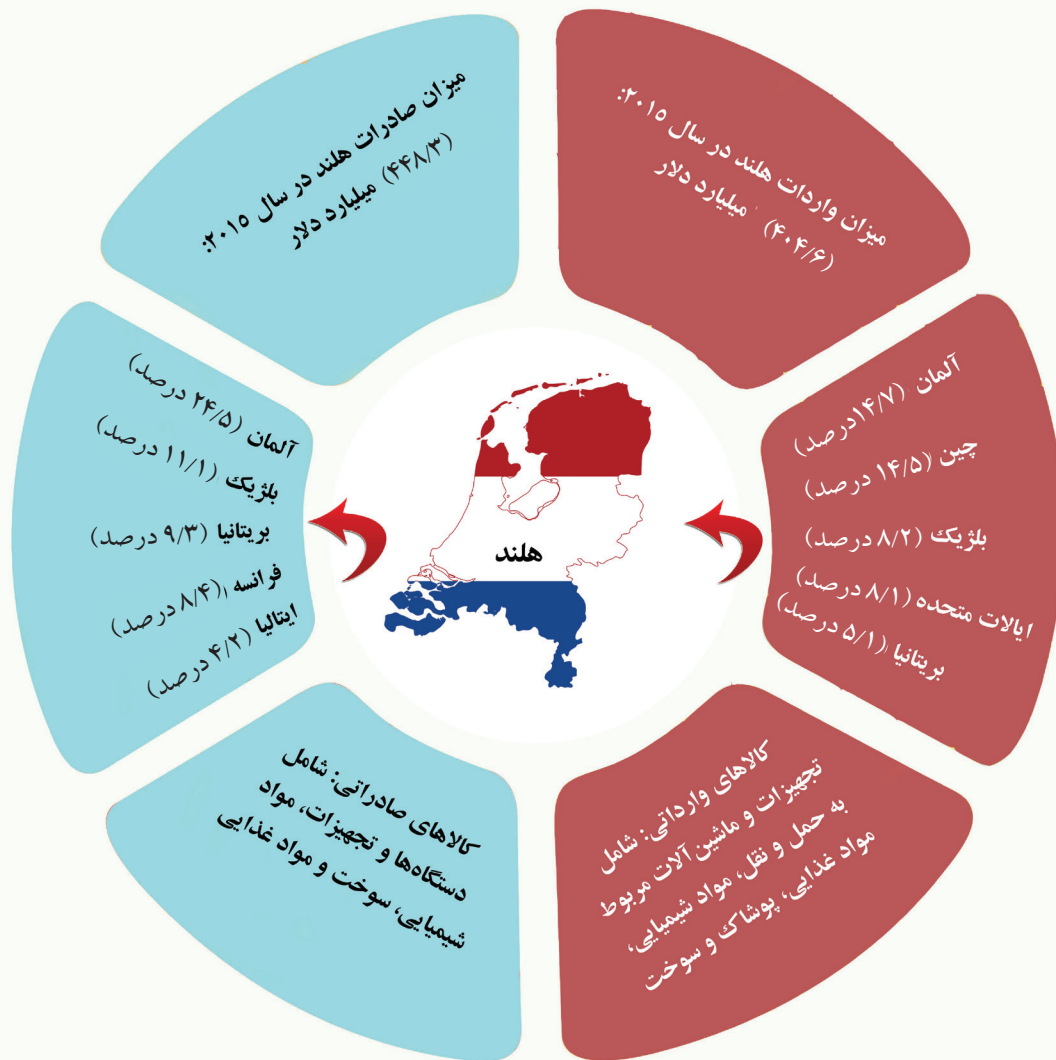 میزان واردات هلند در سال ۲۰۱۵:
(۴۰۴/۶) میلیارد دلار
آلمان (۱۴/۷درصد)
چین (۱۴/۵ درصد)
بلژیک (۸/۲ درصد)
ایالات متحده (۸/۱ درصد)
بریتانیا (۵/۱ درصد)
کالاهای وارداتی: شامل
تجهیزات و ماشین آلات مربوط
به حمل و نقل، مواد شیمیایی،
مواد غذایی، پوشاک و سوخت
هلند
میزان صادرات هلند در سال ۲۰۱۵:
(۴۴۸/۳) میلیارد دلار
آلمان (۲۴/۵ درصد)
بلژیک (۱۱/۱ درصد)
بریتانیا (۹/۳ درصد)
فرانسه (۸/۴ درصد)
ایتالیا (۴/۲ درصد)
کالاهای صادراتی: شامل
دستگاه‌ها و تجهیزات، مواد
شیمیایی، سوخت و مواد غذایی